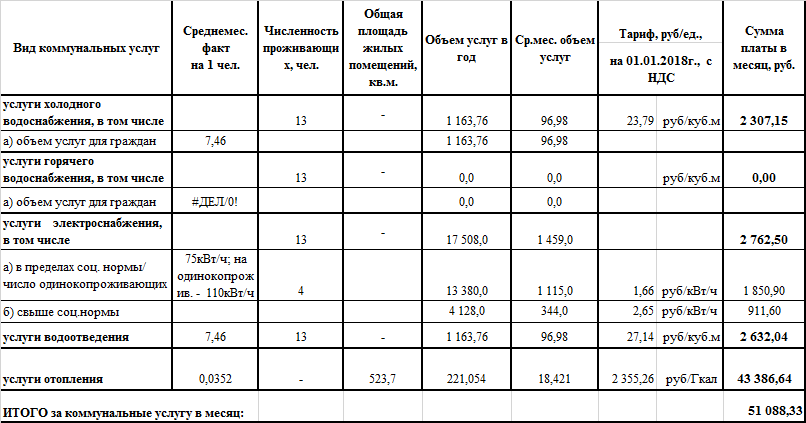 Вид коммунальных услуг
Среднемес.
факт
на 1 чел.
Численность
проживающи
х, чел.
Общая
площадь
жилых
помещений,
кв.м.
Объем услуг в
год
Ср.мес. объем
услуг
Тариф, руб/ед.,
на 01.01.2018г., с
НДС
Сумма
платы в
месяц, руб.
услуги холодного
водоснабжения, в том числе 13 - 1 163,76 96,98 23,79 руб/куб.м 2 307,15
а) объем услуг для граждан 7,46 1 163,76 96,98
услуги горячего
водоснабжения, в том числе 13 - 0,0 0,0 руб/куб.м 0,00
а) объем услуг для граждан #ДЕЛ/0! 0,0 0,0
услуги электроснабжения,
в том числе 13 - 17 508,0 1 459,0 2 762,50
а) в пределах соц. нормы/
число одинокопроживающих
75кВт/ч; на
одинокопрож
ив. - 110кВт/ч
4 13 380,0 1 115,0 1,66 руб/кВт/ч 1 850,90
б) свыше соц.нормы 4 128,0 344,0 2,65 руб/кВт/ч 911,60
услуги водоотведения 7,46 13 - 1 163,76 96,98 27,14 руб/куб.м 2 632,04
услуги отопления 0,0352 - 523,7 221,054 18,421 2 355,26 руб/Гкал 43 386,64
ИТОГО за коммунальные услугу в месяц: 51 088,33